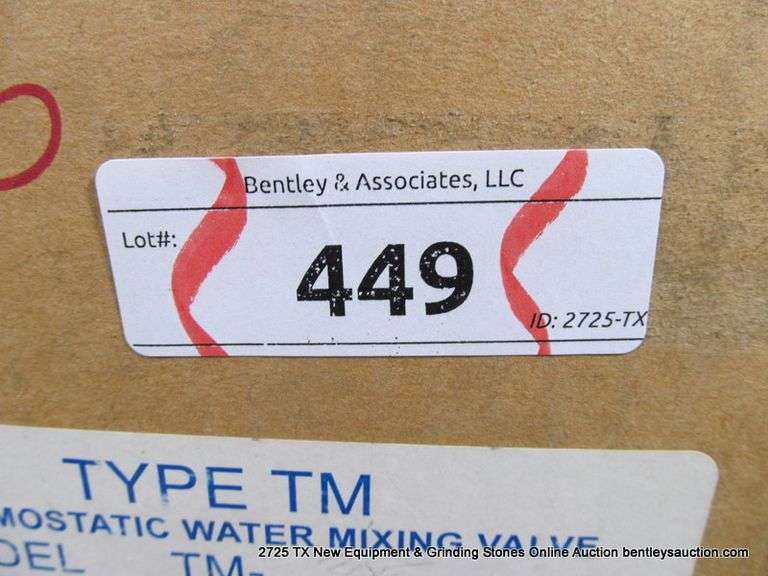 Bentley & Associates, LLC
Lot#:
449
ID: 2725-TX
TYPE TM
MOSTATIC WATER MIXING VALVE
DEL TM-
2725 TX New Equipment & Grinding Stones Online Auction bentleysauction.com